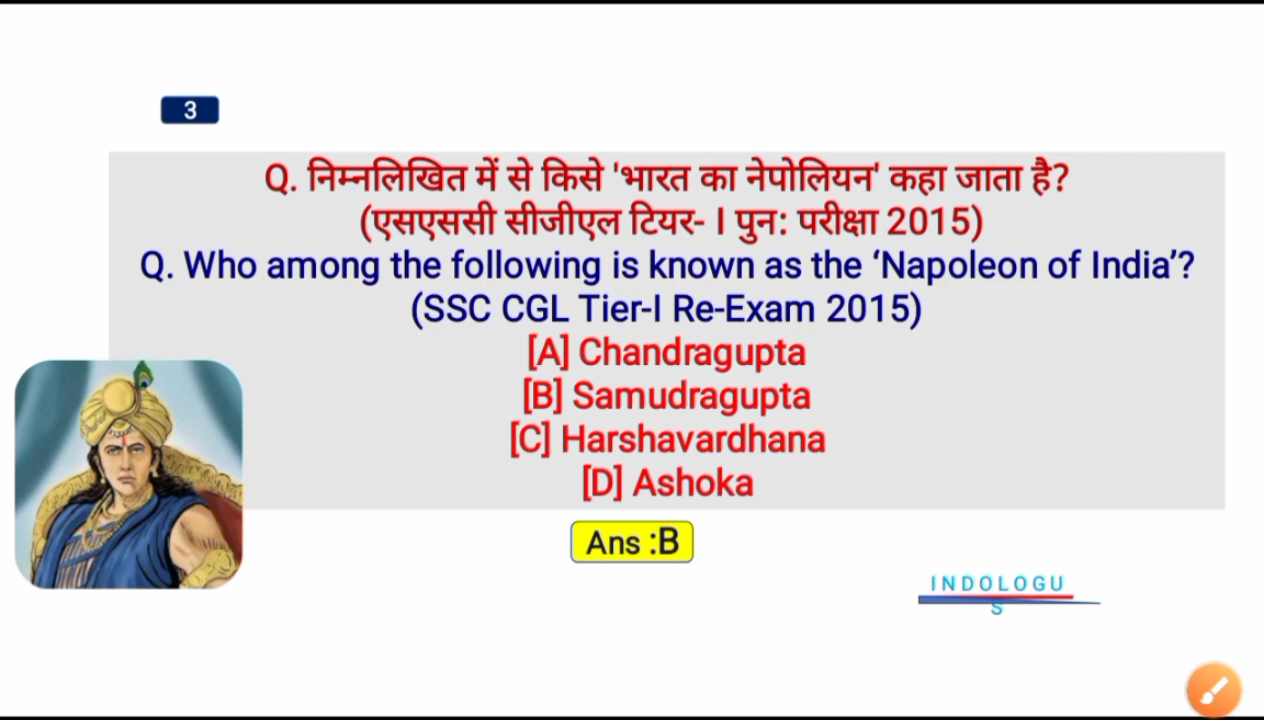 3
Q. निम्नलिखित में से किसे 'भारत का नेपोलियन' कहा जाता है?
(एसएससी सीजीएल टियर- I पुन: परीक्षा 2015)
Q. Who among the following is known as the ‘Napoleon of India’?
(SSC CGL Tier-I Re-Exam 2015)
[A] Chandragupta
[B] Samudragupta
[C] Harshavardhana
[D] Ashoka
Ans :B
INDOLOGU
S